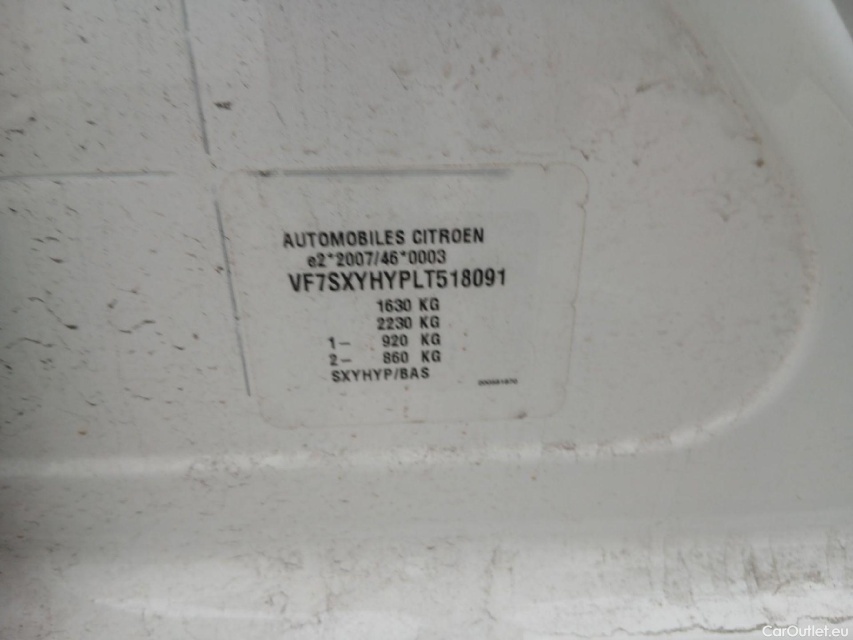 AUTOMOBILES CITROEN
e2*2007/46*0003
VF7SXYHYPLT518091
1630 KG
2230 KG
1- 920 KG
2- 860 KG
SXYHYP/BAS
CarOutlet.eu